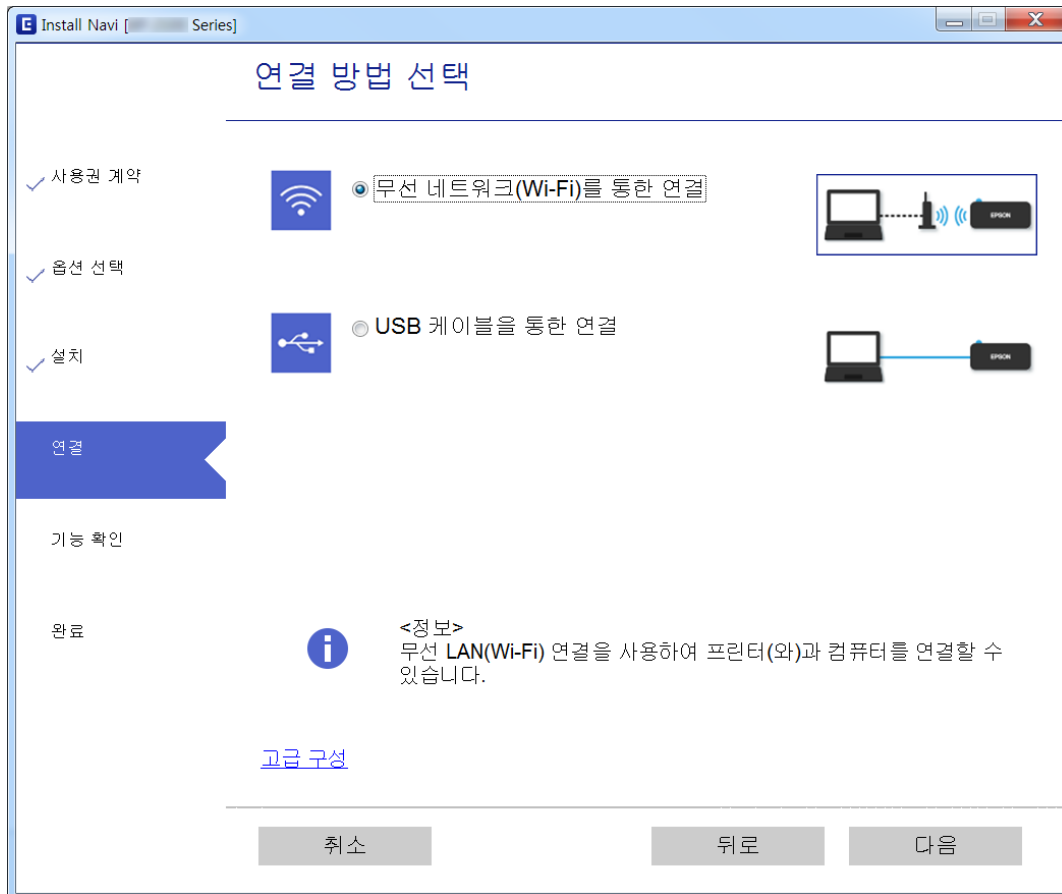 Install Navi [ Series]
연결 방법 선택
사용권 계약
옵션 선택
설치
연결
기능 확인
완료
무선 네트워크(Wi-Fi)를 통한 연결
EPSON
USB 케이블을 통한 연결
EPSON
<정보>
무선 LAN(Wi-Fi) 연결을 사용하여 프린터(와)과 컴퓨터를 연결할 수
있습니다.
고급 구성
취소
뒤로
다음